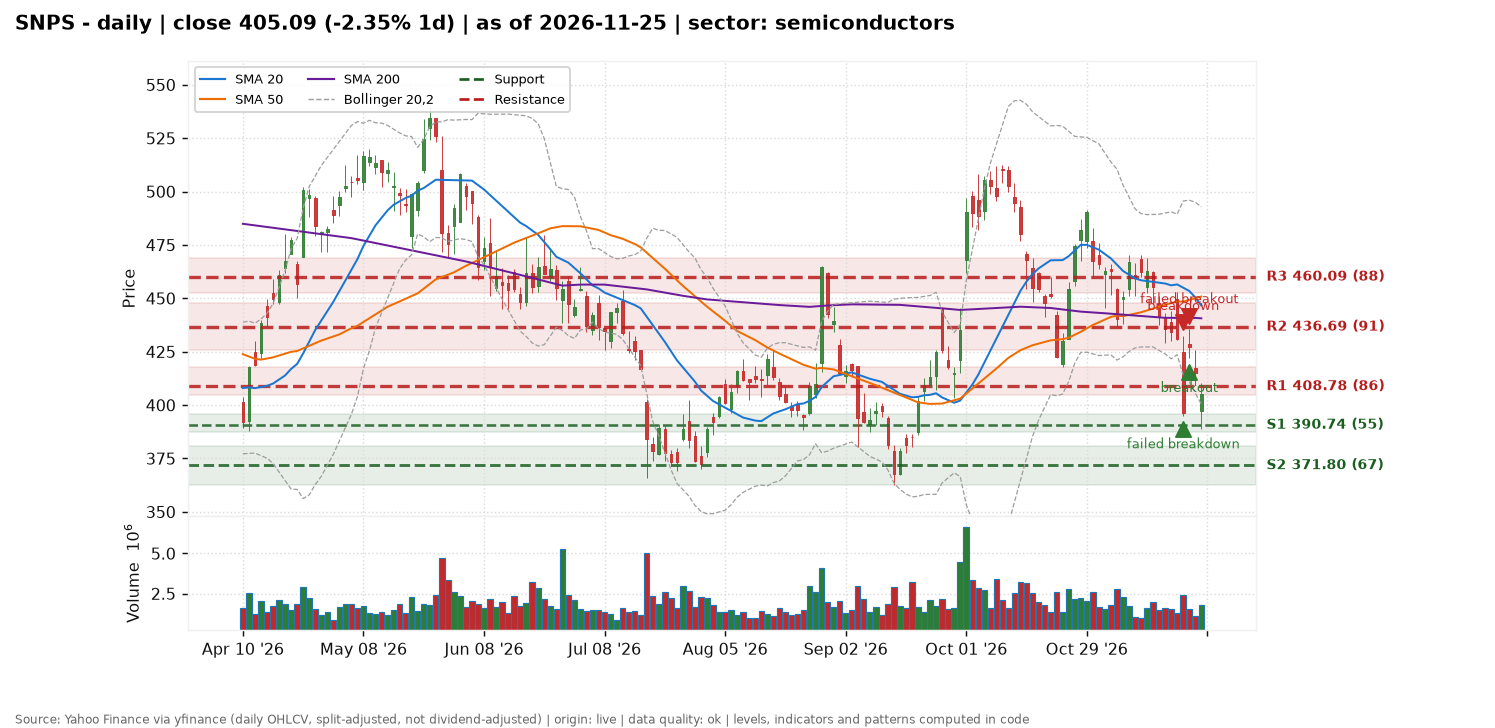 SNPS - daily | close 405.09 (-2.35% 1d) | as of 2026-11-25 | sector: semiconductors
SMA 20
SMA 50
SMA 200
Bollinger 20,2
Support
Resistance
Price
550
525
500
475
450
425
400
375
350
R3 460.09 (88)
failed breakout
breakdown
R2 436.69 (91)
R1 408.78 (86)
breakout
S1 390.74 (55)
failed breakdown
S2 371.80 (67)
Volume 10⁶
5.0
2.5
Apr 10 '26
May 08 '26
Jun 08 '26
Jul 08 '26
Aug 05 '26
Sep 02 '26
Oct 01 '26
Oct 29 '26
Source: Yahoo Finance via yfinance (daily OHLCV, split-adjusted, not dividend-adjusted) | origin: live | data quality: ok | levels, indicators and patterns computed in code